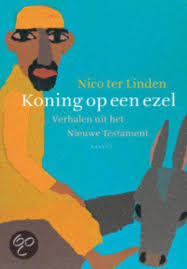 Nico ter Linden
Koning op een ezel
Verhalen uit het
Nieuwe Testament